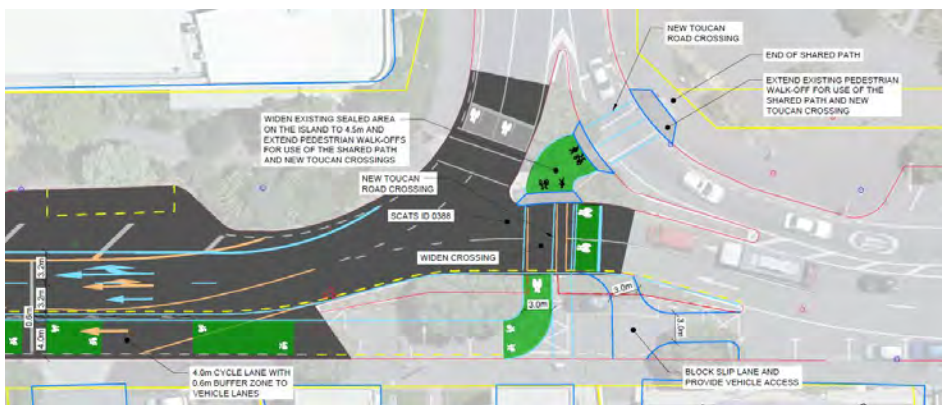 NEW TOUCAN
ROAD CROSSING
END OF SHARED PATH
EXTEND EXISTING PEDESTRIAN
WALK-OFF FOR USE OF THE
SHARED PATH AND NEW
TOUCAN CROSSING
WIDEN EXISTING SEALED AREA
ON THE ISLAND TO 4.5m AND
EXTEND PEDESTRIAN WALK-OFFS
FOR USE OF THE SHARED PATH
AND NEW TOUCAN CROSSINGS
NEW TOUCAN
ROAD CROSSING
SCATS ID 0388
WIDEN CROSSING
3.2m
3.2m
0.6m
4.0m
3.0m
3.0m
3.0m
4.0m CYCLE LANE WITH
0.6m BUFFER ZONE TO
VEHICLE LANES
BLOCK SLIP LANE AND
PROVIDE VEHICLE ACCESS